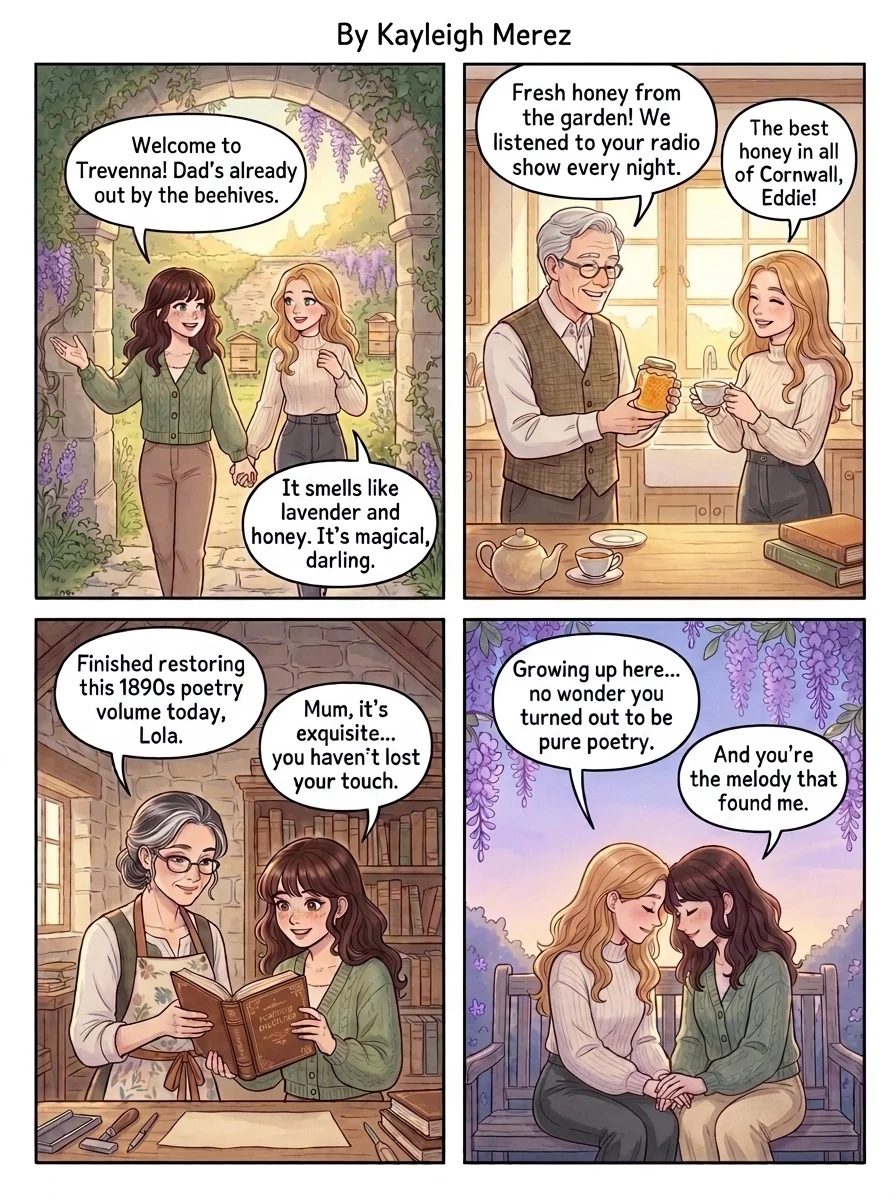 By Kayleigh Merez
Welcome to
Trevenna! Dad's already
out by the beehives.
It smells like
lavender and
honey. It's magical,
darling.
Fresh honey from
the garden! We
listened to your radio
show every night.
The best
honey in all
of Cornwall,
Eddie!
Finished restoring
this 1890s poetry
volume today,
Lola.
Mum, it's
exquisite...
you haven't lost
your touch.
Growing up here...
no wonder you
turned out to be
pure poetry.
And you're
the melody that
found me.